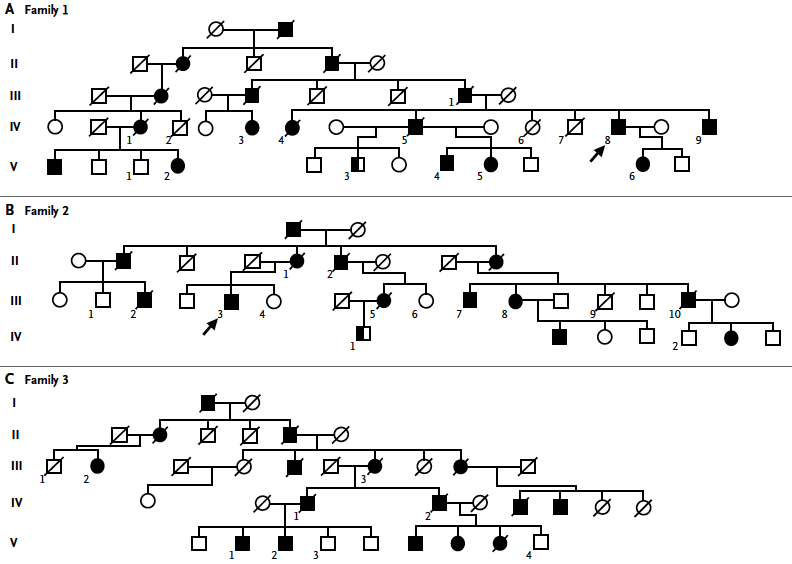 A Family 1
I
II
III
1
IV
1 2 3 4 5 6 7 8 9
V
1 2 3 4 5 6
B Family 2
I
II
1 2
III
1 2 3 4 5 6 7 8 9 10
IV
1 2
C Family 3
I
II
III
1 2 3
IV
1 2
V
1 2 3 4